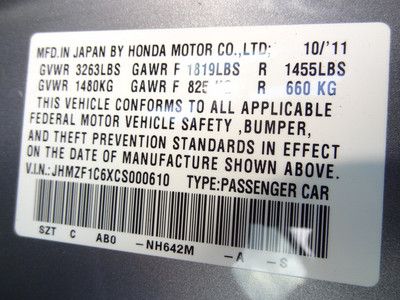 MFD.IN JAPAN BY HONDA MOTOR CO.,LTD; 10/'11
GVWR 3263LBS GAWR F 1819LBS R 1455LBS
GVWR 1480KG GAWR F 825 R 660 KG
THIS VEHICLE CONFORMS TO ALL APPLICABLE
FEDERAL MOTOR VEHICLE SAFETY ,BUMPER,
AND THEFT PREVENTION STANDARDS IN EFFECT
ON THE DATE OF MANUFACTURE SHOWN ABOVE.
V.I.N.:JHMZF1C6XCS000610 TYPE:PASSENGER CAR
SZT C AB0 -NH642M -A -S